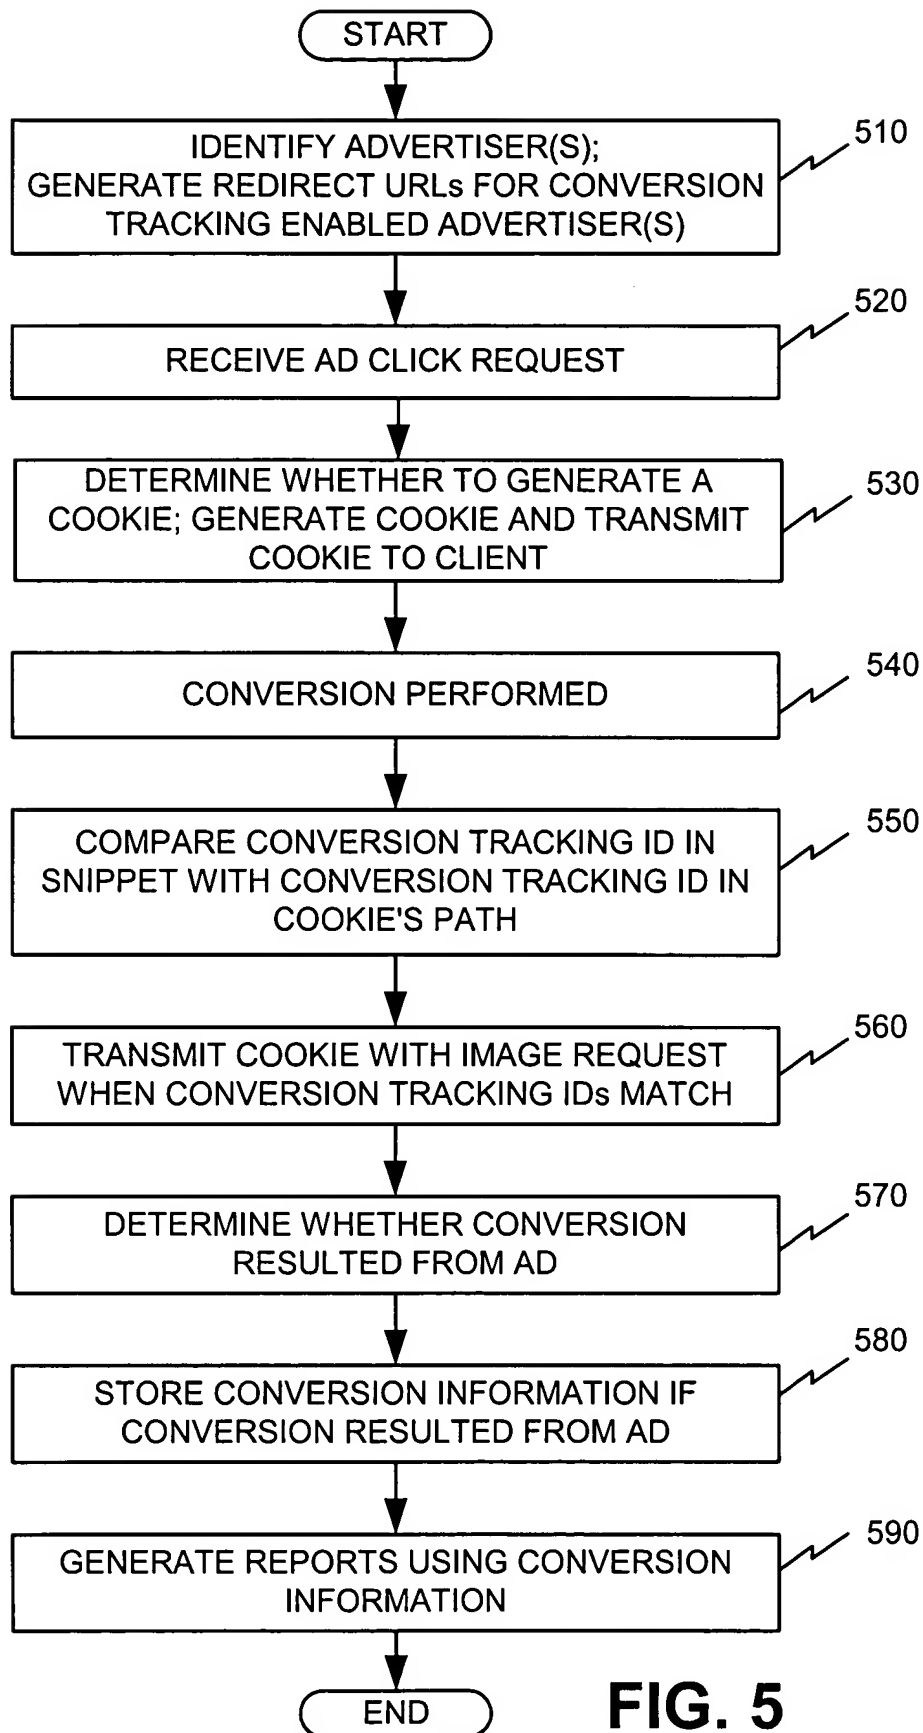 START
IDENTIFY ADVERTISER(S);
GENERATE REDIRECT URLs FOR CONVERSION
TRACKING ENABLED ADVERTISER(S)
510
RECEIVE AD CLICK REQUEST
520
DETERMINE WHETHER TO GENERATE A
COOKIE; GENERATE COOKIE AND TRANSMIT
COOKIE TO CLIENT
530
CONVERSION PERFORMED
540
COMPARE CONVERSION TRACKING ID IN
SNIPPET WITH CONVERSION TRACKING ID IN
COOKIE'S PATH
550
TRANSMIT COOKIE WITH IMAGE REQUEST
WHEN CONVERSION TRACKING IDs MATCH
560
DETERMINE WHETHER CONVERSION
RESULTED FROM AD
570
STORE CONVERSION INFORMATION IF
CONVERSION RESULTED FROM AD
580
GENERATE REPORTS USING CONVERSION
INFORMATION
590
END
FIG. 5